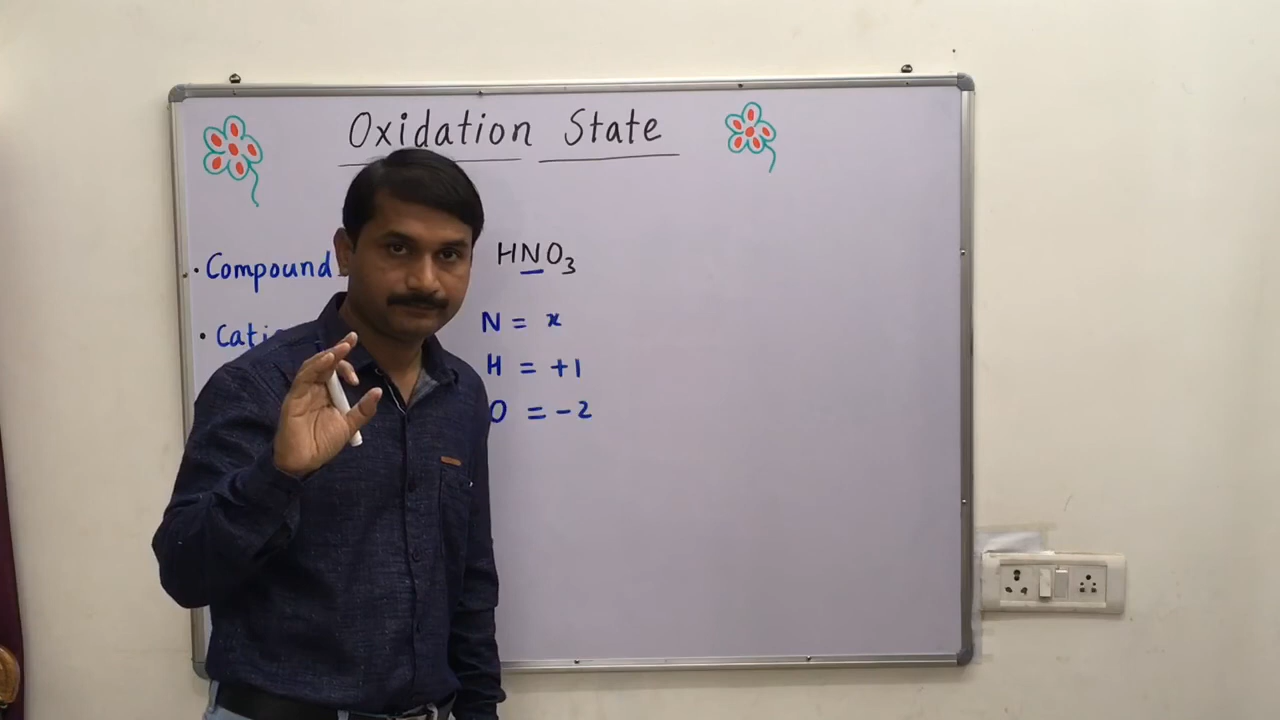 Oxidation State
• Compound
HNO3
• Cati
N = x
H = +1
O = -2